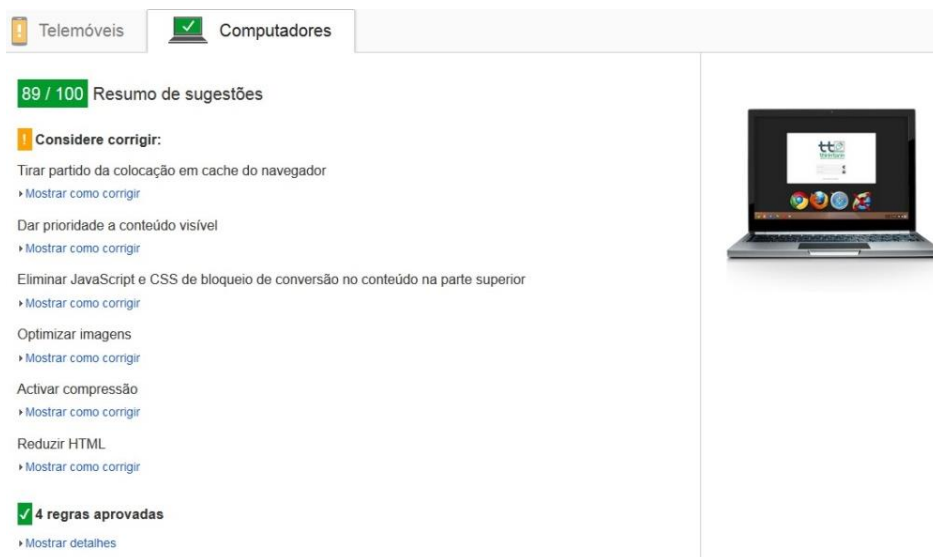 Telemóveis
Computadores
89 / 100 Resumo de sugestões
! Considere corrigir:
Tirar partido da colocação em cache do navegador
Mostrar como corrigir
Dar prioridade a conteúdo visível
Mostrar como corrigir
Eliminar JavaScript e CSS de bloqueio de conversão no conteúdo na parte superior
Mostrar como corrigir
Optimizar imagens
Mostrar como corrigir
Activar compressão
Mostrar como corrigir
Reduzir HTML
Mostrar como corrigir
4 regras aprovadas
Mostrar detalhes